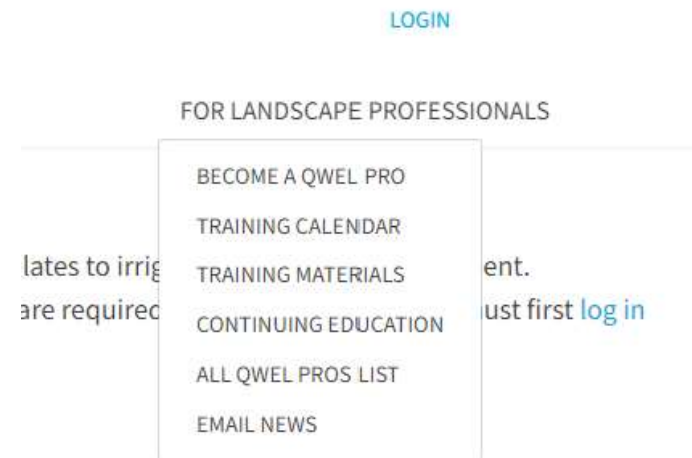 LOGIN
FOR LANDSCAPE PROFESSIONALS
BECOME A QWEL PRO
TRAINING CALENDAR
lates to irrig
ent.
TRAINING MATERIALS
are required
ust first log in
CONTINUING EDUCATION
ALL QWEL PROS LIST
EMAIL NEWS